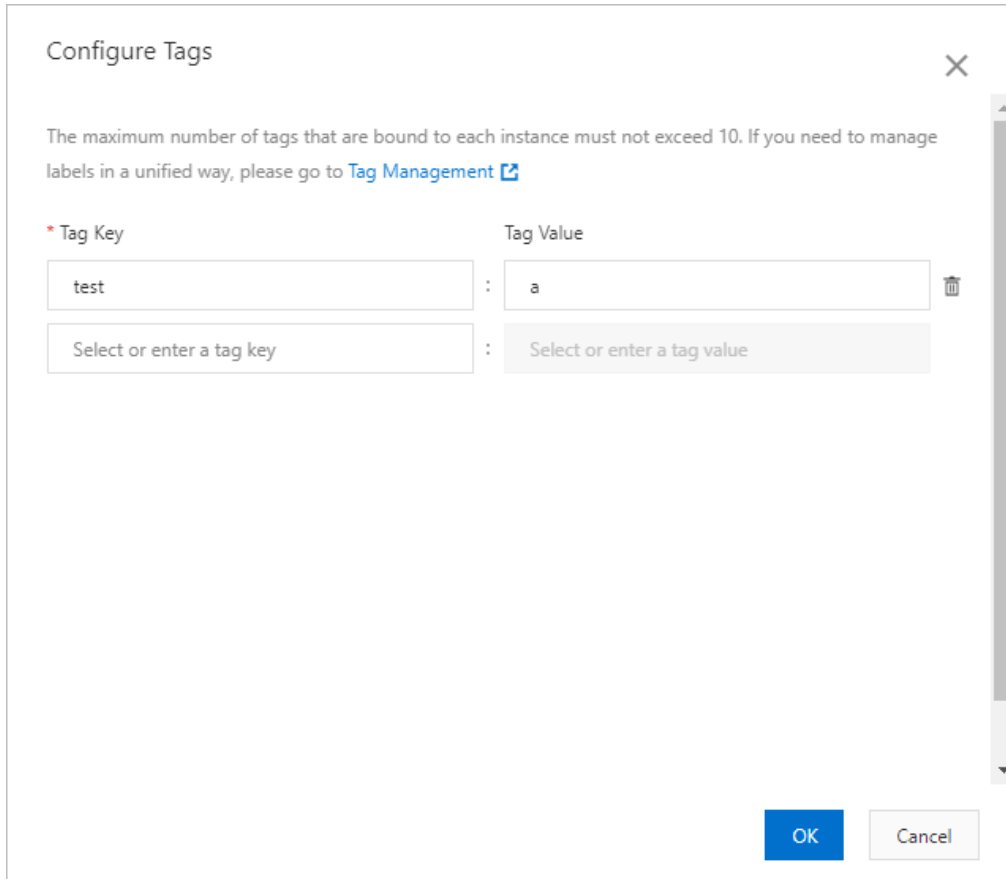 Configure Tags
The maximum number of tags that are bound to each instance must not exceed 10. If you need to manage
labels in a unified way, please go to Tag Management
* Tag Key Tag Value
test : a
Select or enter a tag key : Select or enter a tag value
OK Cancel